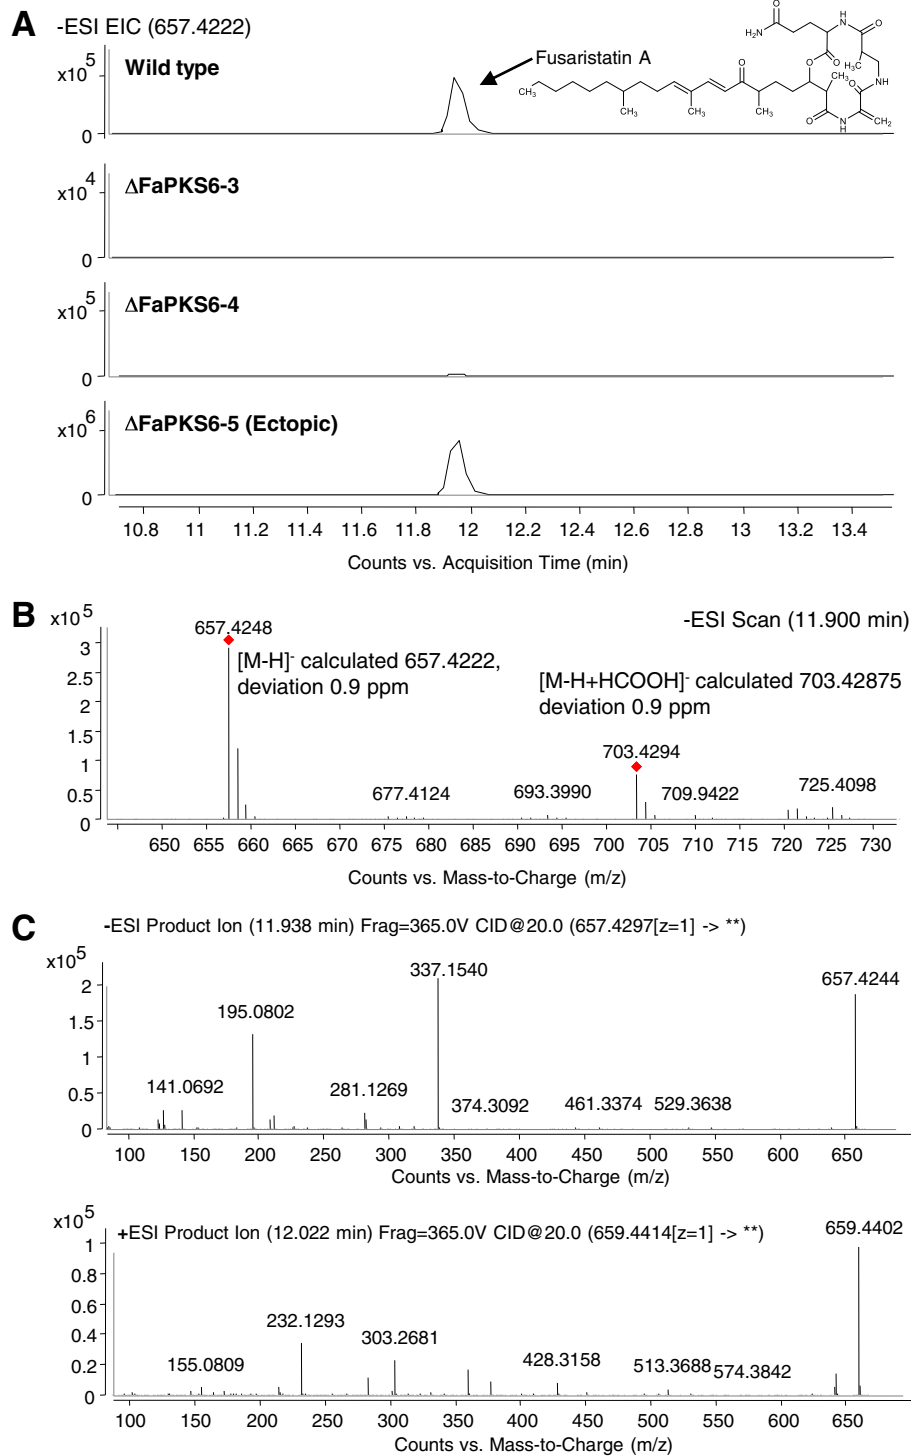 A -ESI EIC (657.4222)
x10^5
Wild type
Fusaristatin A
0
O
H2N
H
N
O
O
O
H3C
NH
O
O
CH3
O
O
N
H
CH2
CH3
CH3
CH3
CH3
x10^4
ΔFaPKS6-3
0
x10^5
ΔFaPKS6-4
0
x10^6
ΔFaPKS6-5 (Ectopic)
0
10.8 11 11.2 11.4 11.6 11.8 12 12.2 12.4 12.6 12.8 13 13.2 13.4
Counts vs. Acquisition Time (min)
B x10^5
-ESI Scan (11.900 min)
657.4248
[M-H]- calculated 657.4222,
deviation 0.9 ppm
[M-H+HCOOH]- calculated 703.42875
deviation 0.9 ppm
703.4294
677.4124 693.3990 709.9422 725.4098
3
2.5
2
1.5
1
0.5
0
650 655 660 665 670 675 680 685 690 695 700 705 710 715 720 725 730
Counts vs. Mass-to-Charge (m/z)
C -ESI Product Ion (11.938 min) Frag=365.0V CID@20.0 (657.4297[z=1] -> **)
x10^5
337.1540
657.4244
195.0802
141.0692
281.1269
374.3092
461.3374 529.3638
2
1.5
1
0.5
0
100 150 200 250 300 350 400 450 500 550 600 650
Counts vs. Mass-to-Charge (m/z)
x10^5
+ESI Product Ion (12.022 min) Frag=365.0V CID@20.0 (659.4414[z=1] -> **)
659.4402
232.1293
303.2681
155.0809
428.3158
513.3688 574.3842
1
0.8
0.6
0.4
0.2
0
100 150 200 250 300 350 400 450 500 550 600 650
Counts vs. Mass-to-Charge (m/z)